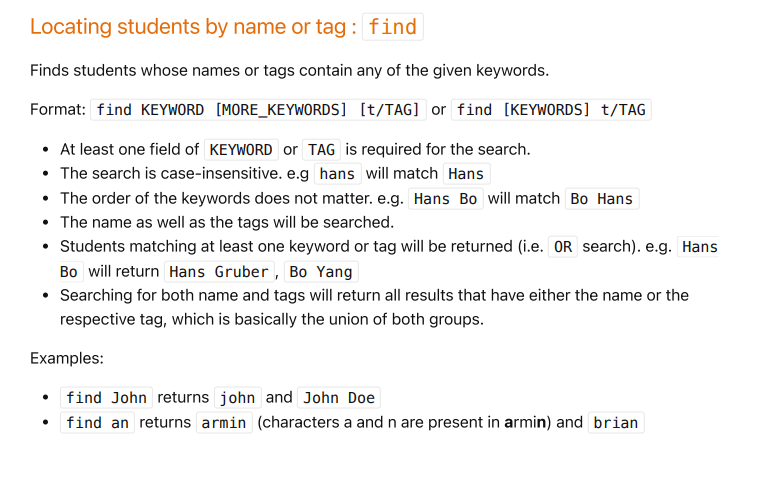 Locating students by name or tag : find
Finds students whose names or tags contain any of the given keywords.
Format: find KEYWORD [MORE_KEYWORDS] [t/TAG] or find [KEYWORDS] t/TAG
• At least one field of KEYWORD or TAG is required for the search.
• The search is case-insensitive. e.g hans will match Hans
• The order of the keywords does not matter. e.g. Hans Bo will match Bo Hans
• The name as well as the tags will be searched.
• Students matching at least one keyword or tag will be returned (i.e. OR search). e.g. Hans
Bo will return Hans Gruber, Bo Yang
• Searching for both name and tags will return all results that have either the name or the
respective tag, which is basically the union of both groups.
Examples:
• find John returns john and John Doe
• find an returns armin (characters a and n are present in armin) and brian